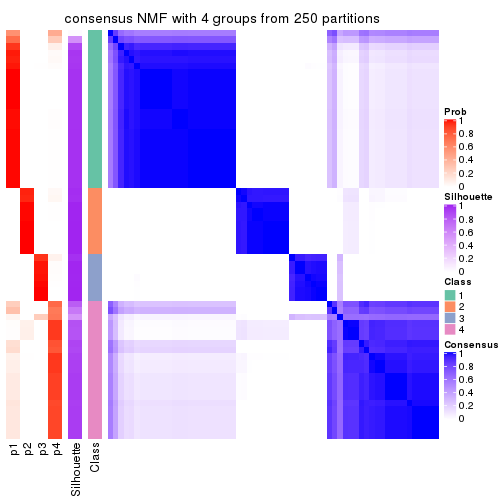 consensus NMF with 4 groups from 250 partitions
Prob
1
0.8
0.6
0.4
0.2
0
Silhouette
1
0.8
0.6
0.4
0.2
0
Class
1
2
3
4
Consensus
1
0.8
0.6
0.4
0.2
0
p1
p2
p3
p4
Silhouette
Class